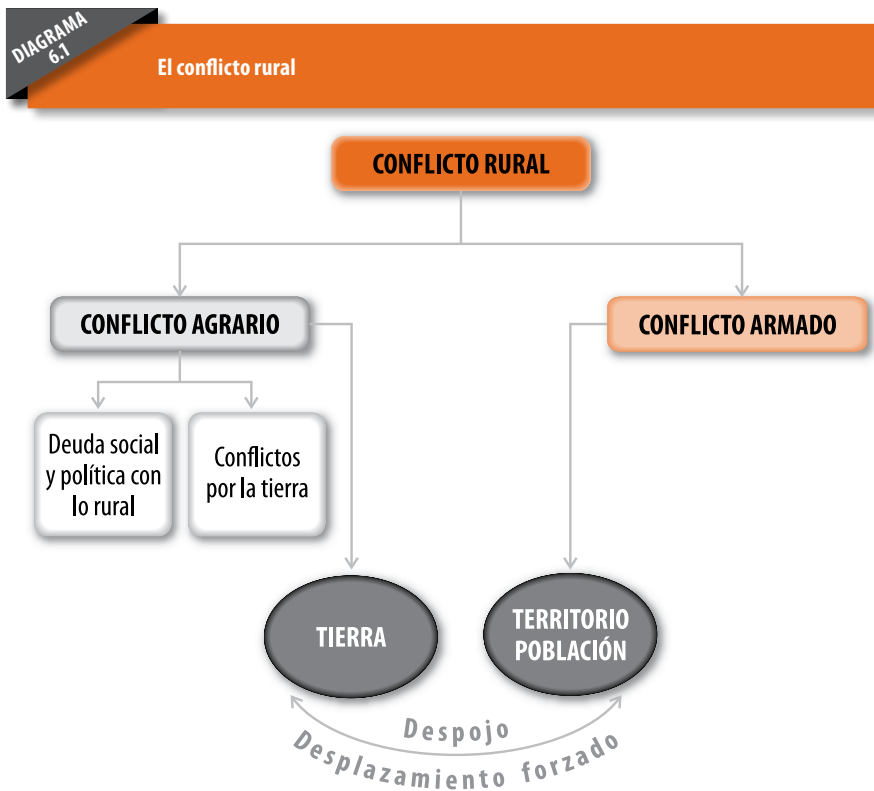 DIAGRAMA
6.1
El conflicto rural
CONFLICTO RURAL
CONFLICTO AGRARIO
CONFLICTO ARMADO
Deuda social
y política con
lo rural
Conflictos
por la tierra
TIERRA
TERRITORIO
POBLACIÓN
Despojo
Desplazamiento forzado